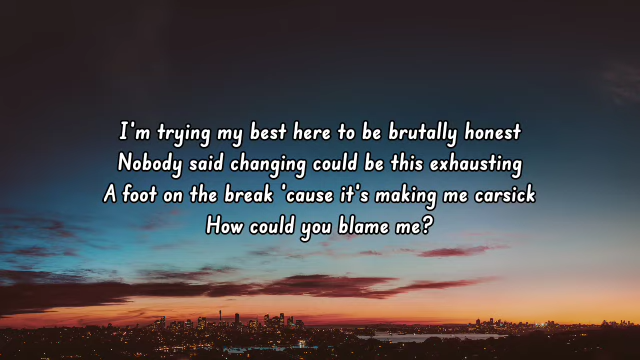 I'm trying my best here to be brutally honest
Nobody said changing could be this exhausting
A foot on the break 'cause it's making me carsick
How could you blame me?